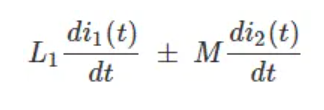 L₁ di₁(t)/dt ± M di₂(t)/dt